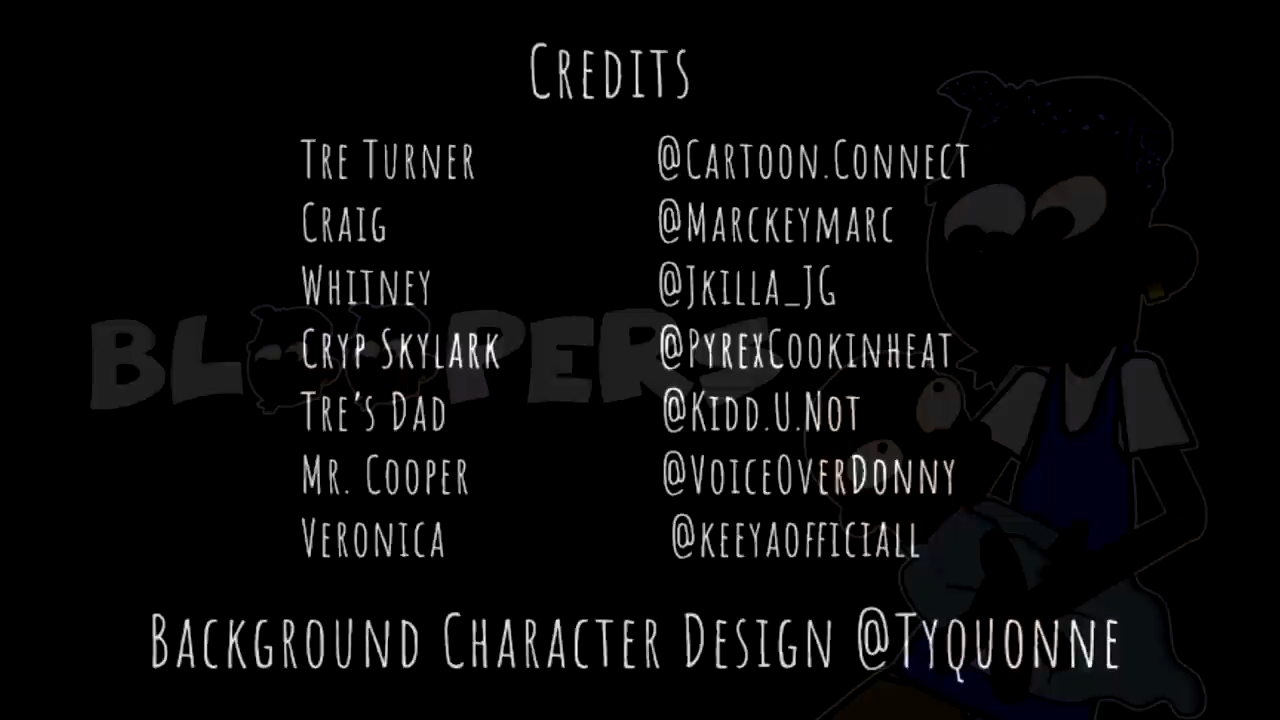 Credits
Tre Turner @Cartoon.Connect
Craig @Marckeymarc
Whitney @Jkilla_JG
Cryp Skylark @PyrexCookinheat
Tre's Dad @Kidd.U.Not
Mr. Cooper @VoiceOverDonny
Veronica @keeyaofficiall
Background Character Design @Tyquonne
BLOOPERS